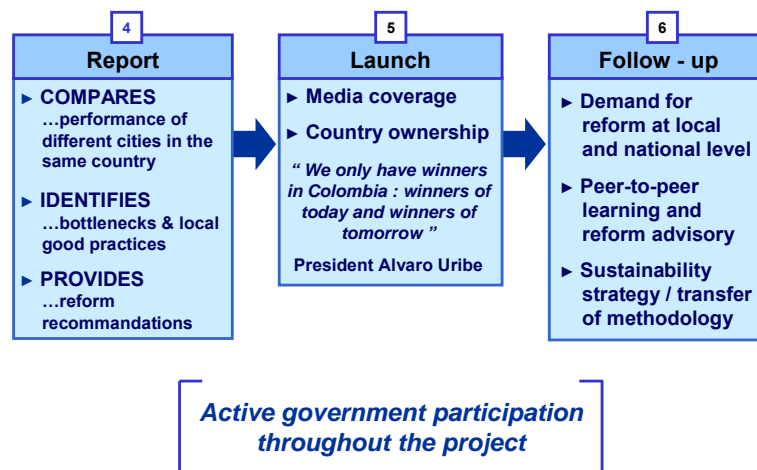 4
Report
► COMPARES
…performance of
different cities in the
same country
► IDENTIFIES
…bottlenecks & local
good practices
► PROVIDES
…reform
recommandations
5
Launch
► Media coverage
► Country ownership
“ We only have winners
in Colombia : winners of
today and winners of
tomorrow ”
President Alvaro Uribe
6
Follow - up
► Demand for
reform at local
and national level
► Peer-to-peer
learning and
reform advisory
► Sustainability
strategy / transfer
of methodology
Active government participation
throughout the project